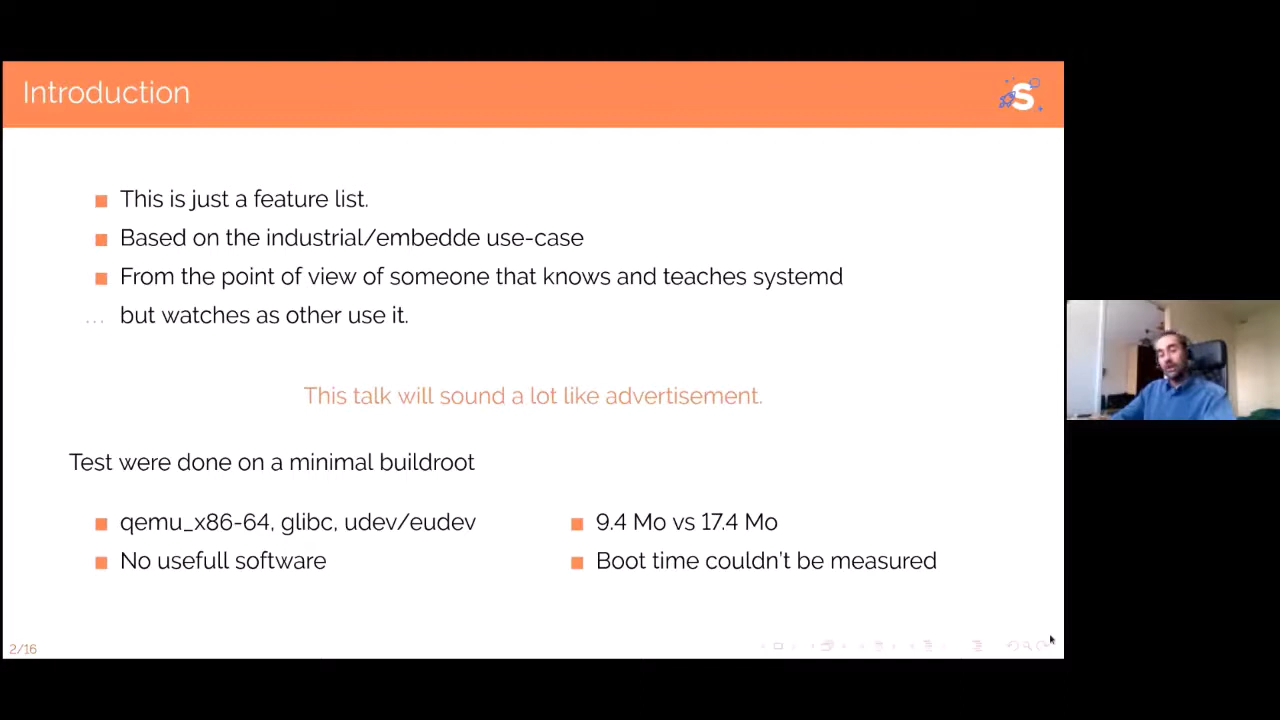 Introduction
S
This is just a feature list.
Based on the industrial/embedde use-case
From the point of view of someone that knows and teaches systemd
... but watches as other use it.
This talk will sound a lot like advertisement.
Test were done on a minimal buildroot
qemu_x86-64, glibc, udev/eudev
No usefull software
9.4 Mo vs 17.4 Mo
Boot time couldn't be measured
2/16